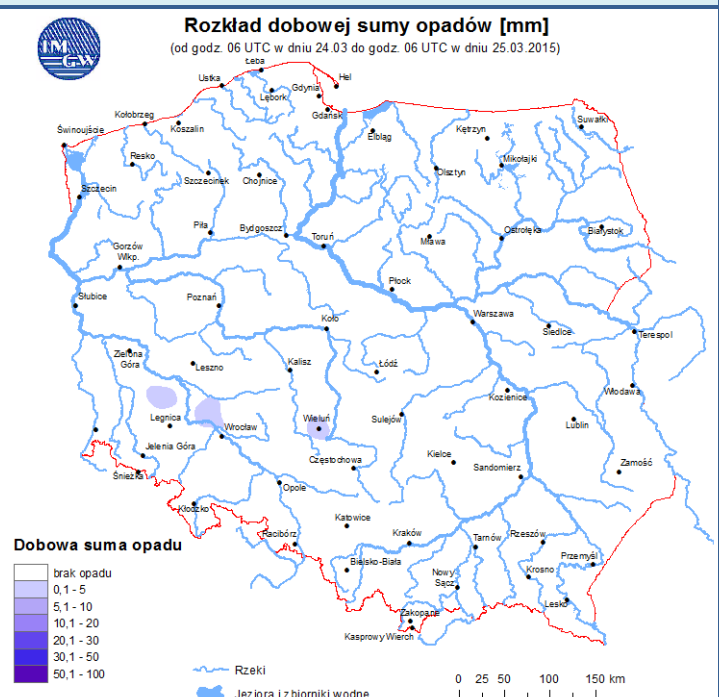 Rozkład dobowej sumy opadów [mm]
(od godz. 06 UTC w dniu 24.03 do godz. 06 UTC w dniu 25.03.2015)
IM
GW
Łeba
Ustka
Hel
Lębork
Gdynia
Gdańsk
Kołobrzeg
Koszalin
Suwałki
Świnoujście
Elbląg
Kętrzyn
Resko
Mikołajki
Szczecinek
Chojnice
Olsztyn
Szczecin
Piła
Bydgoszcz
Toruń
Mława
Ostrołęka
Białystok
Gorzów
Wlkp.
Płock
Słubice
Poznań
Koło
Warszawa
Siedlce
Terespol
Zielona
Góra
Leszno
Kalisz
Łódź
Kozienice
Włodawa
Legnica
Wrocław
Wieluń
Sulejów
Lublin
Jelenia Góra
Częstochowa
Kielce
Sandomierz
Zamość
Śnieżka
Opole
Kłodzko
Katowice
Racibórz
Kraków
Tarnów
Rzeszów
Przemyśl
Bielsko-Biała
Nowy
Sącz
Krosno
Lesko
Zakopane
Kasprowy Wierch
Dobowa suma opadu
brak opadu
0,1 - 5
5,1 - 10
10,1 - 20
20,1 - 30
30,1 - 50
50,1 - 100
Rzeki
Jeziora i zbiorniki wodne
0 25 50 100 150 km